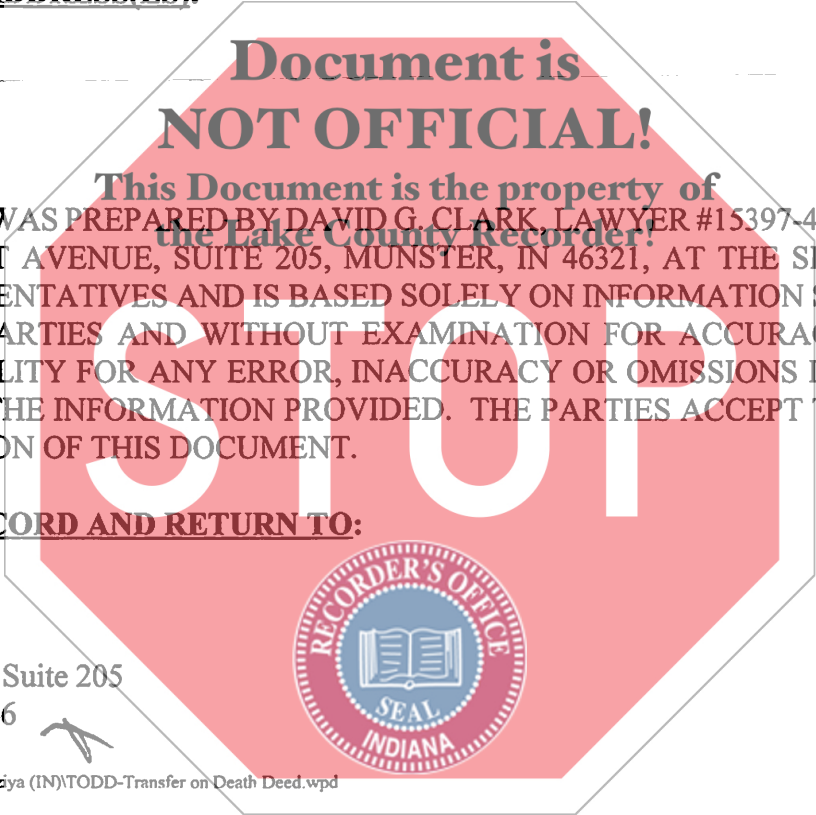 Document is
NOT OFFICIAL!
This Document is the property of
the Lake County Recorder!
WAS PREPARED BY DAVID G. CLARK, LAWYER #15397-4
AVENUE, SUITE 205, MUNSTER, IN 46321, AT THE
ENTATIVES AND IS BASED SOLELY ON INFORMATION
ARTIES AND WITHOUT EXAMINATION FOR ACCURAC
LITY FOR ANY ERROR, INACCURACY OR OMISSIONS
THE INFORMATION PROVIDED. THE PARTIES ACCEPT
ON OF THIS DOCUMENT.
STOP
CORD AND RETURN TO:
RECORDER'S OFFICE
SEAL
INDIANA
Suite 205
6
iya (IN)\TODD-Transfer on Death Deed.wpd